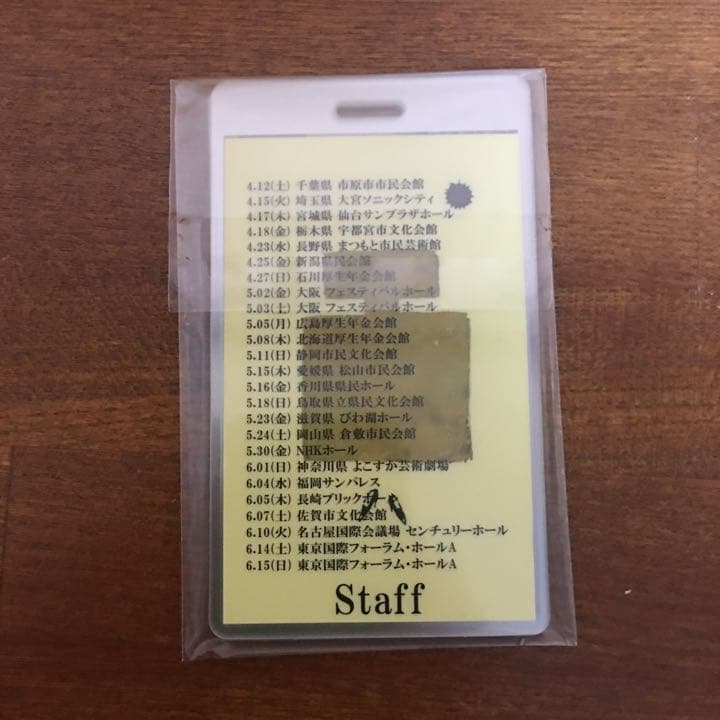 4.12(土) 千葉県 市原市市民会館
4.15(火) 埼玉県 大宮ソニックシティ
4.17(木) 宮城県 仙台サンプラザホール
4.18(金) 栃木県 宇都宮市文化会館
4.23(水) 長野県 まつもと市民芸術館
4.25(金) 新潟県民会館
4.27(日) 石川厚生年金会館
5.02(金) 大阪 フェスティバルホール
5.03(土) 大阪 フェスティバルホール
5.05(月) 広島厚生年金会館
5.08(木) 北海道厚生年金会館
5.11(日) 静岡市民文化会館
5.15(木) 愛媛県 松山市民会館
5.16(金) 香川県県民ホール
5.18(日) 鳥取県立県民文化会館
5.23(金) 滋賀県 びわ湖ホール
5.24(土) 岡山県 倉敷市民会館
5.30(金) NHKホール
6.01(日) 神奈川県 よこすか芸術劇場
6.04(水) 福岡サンパレス
6.05(木) 長崎ブリックホール
6.07(土) 佐賀市文化会館
6.10(火) 名古屋国際会議場 センチュリーホール
6.14(土) 東京国際フォーラム・ホールA
6.15(日) 東京国際フォーラム・ホールA
Staff